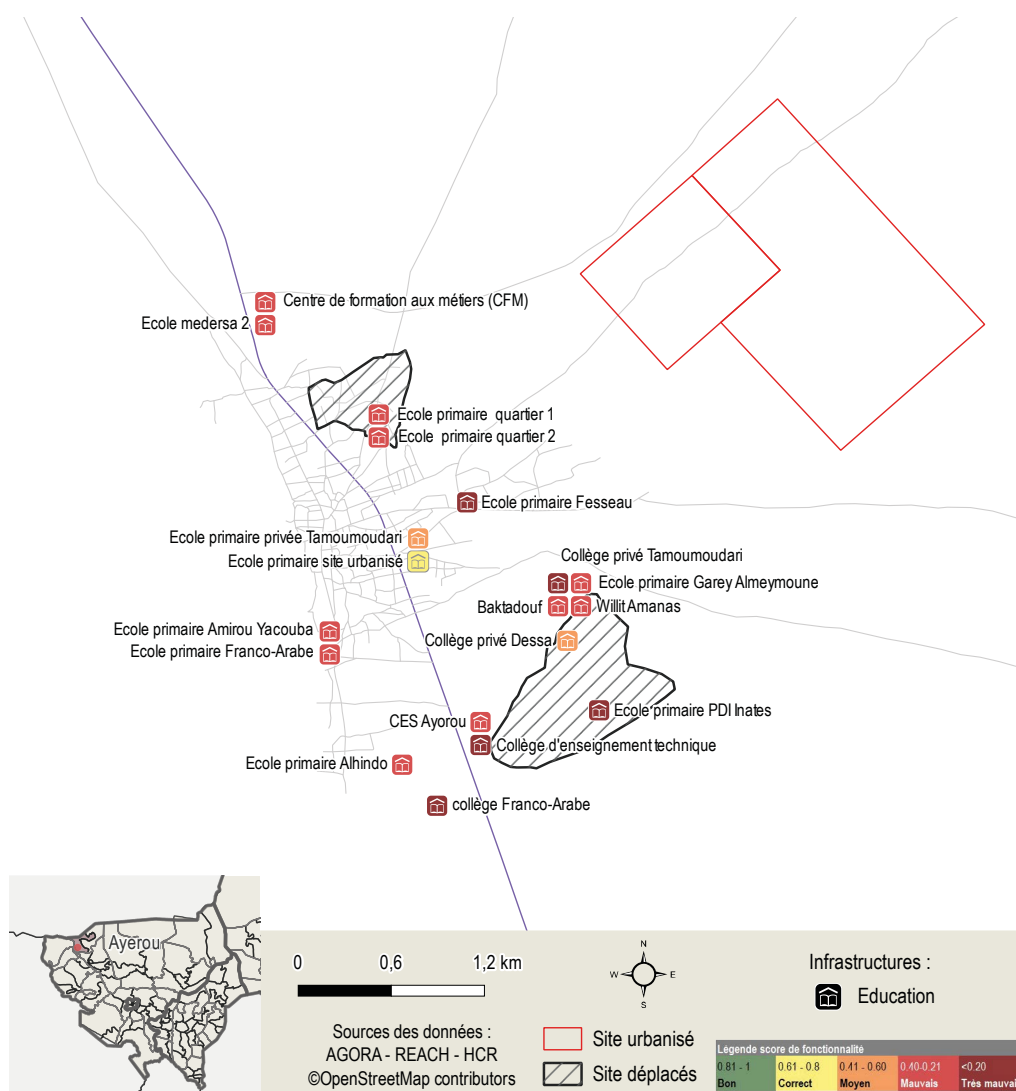 Centre de formation aux métiers (CFM)
Ecole medersa 2
Ecole primaire quartier 1
Ecole primaire quartier 2
Ecole primaire Fesseau
Ecole primaire privée Tamoumoudari
Ecole primaire site urbanisé
Collège privé Tamoumoudari
Ecole primaire Garey Almeymoune
Baktadouf
Willit Amanas
Ecole primaire Amirou Yacouba
Ecole primaire Franco-Arabe
Collège privé Dessa
Ecole primaire PDI Inates
CES Ayorou
Collège d'enseignement technique
Ecole primaire Alhindo
collège Franco-Arabe
Ayerou
0 0,6 1,2 km
N
W E
S
Infrastructures :
Education
Sources des données :
AGORA - REACH - HCR
©OpenStreetMap contributors
Site urbanisé
Site déplacés
Légende score de fonctionnalité
0.81 - 1 0.61 - 0.8 0.41 - 0.60 0.40-0.21 <0.20
Bon Correct Moyen Mauvais Trés mauvais